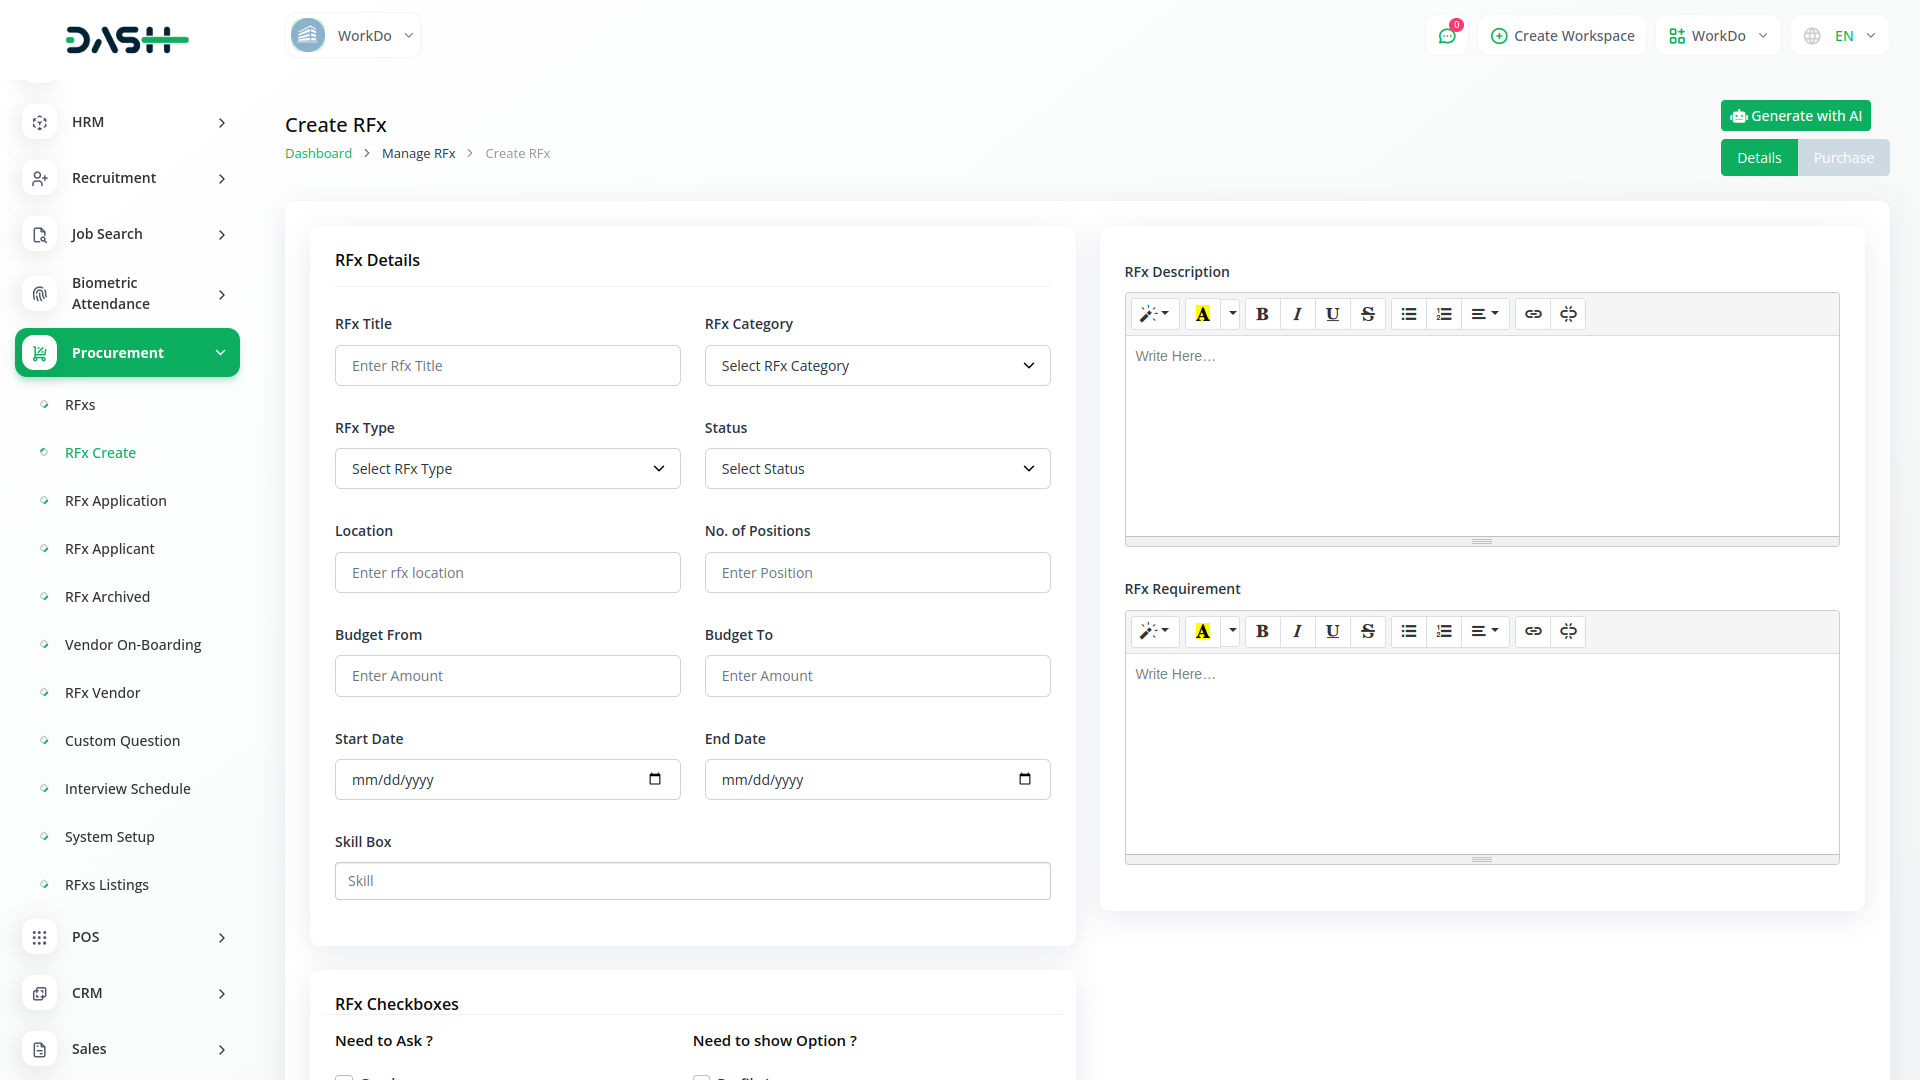 DASH
WorkDo
0
Create Workspace
WorkDo
EN
HRM
Recruitment
Job Search
Biometric
Attendance
Procurement
RFxs
RFx Create
RFx Application
RFx Applicant
RFx Archived
Vendor On-Boarding
RFx Vendor
Custom Question
Interview Schedule
System Setup
RFxs Listings
POS
CRM
Sales
Create RFx
Dashboard > Manage RFx > Create RFx
Generate with AI
Details Purchase
RFx Details
RFx Title RFx Category
Enter Rfx Title Select RFx Category
RFx Type Status
Select RFx Type Select Status
Location No. of Positions
Enter rfx location Enter Position
Budget From Budget To
Enter Amount Enter Amount
Start Date End Date
mm/dd/yyyy mm/dd/yyyy
Skill Box
Skill
RFx Checkboxes
Need to Ask ? Need to show Option ?
RFx Description
A B I U S
Write Here...
RFx Requirement
A B I U S
Write Here...